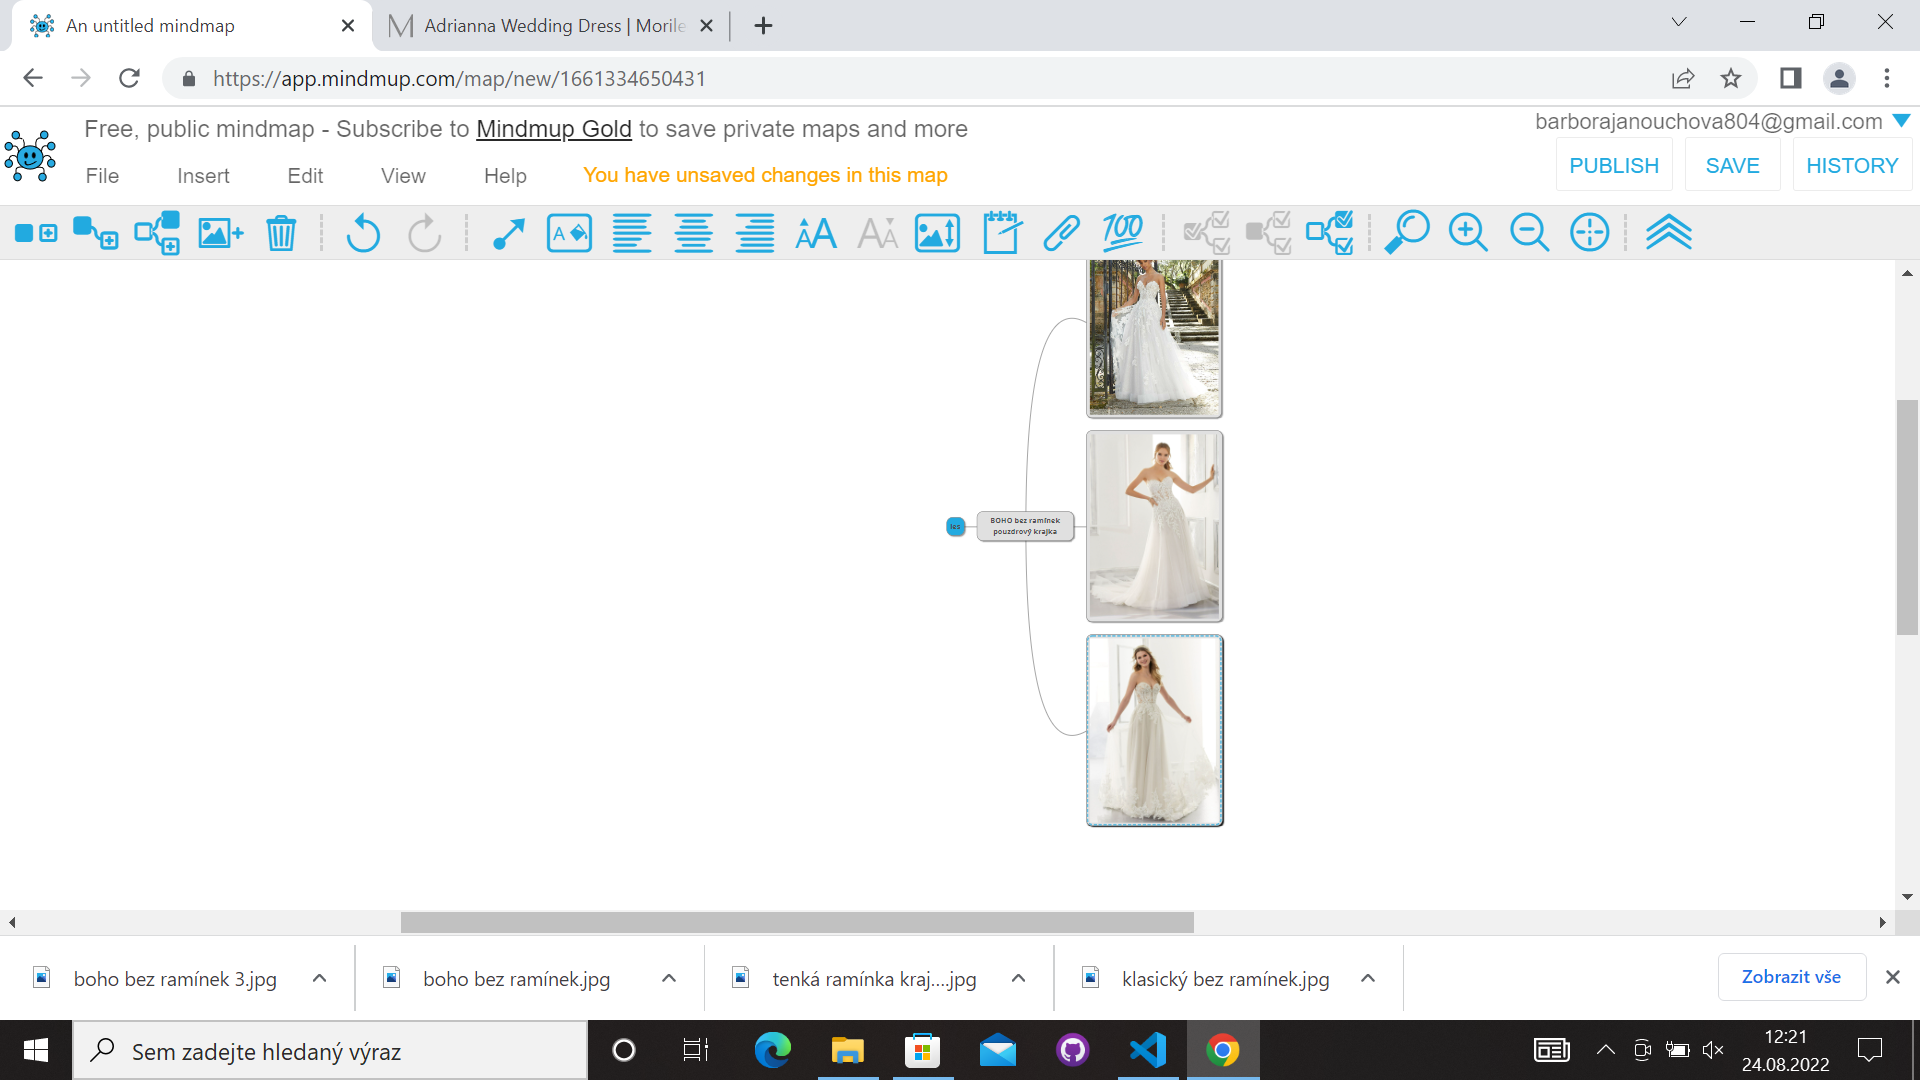 An untitled mindmap
Adrianna Wedding Dress | Morile
https://app.mindmup.com/map/new/1661334650431
Free, public mindmap - Subscribe to Mindmup Gold to save private maps and more
barborajanouchova804@gmail.com
File Insert Edit View Help You have unsaved changes in this map
PUBLISH SAVE HISTORY
les
BOHO bez ramínek
pouzdrový krajka
boho bez ramínek 3.jpg
boho bez ramínek.jpg
tenká ramínka kraj....jpg
klasický bez ramínek.jpg
Zobrazit vše
Sem zadejte hledaný výraz
12:21
24.08.2022